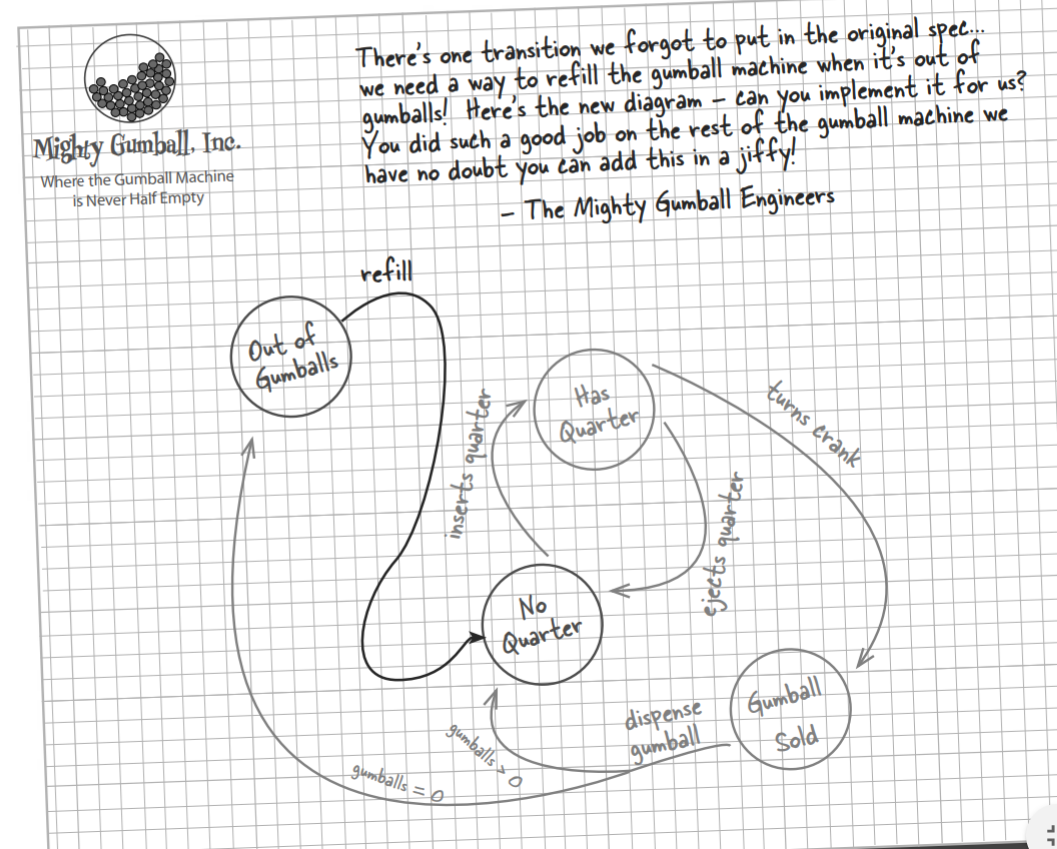 There's one transition we forgot to put in the original spec...
we need a way to refill the gumball machine when it's out of
gumballs! Here's the new diagram – can you implement it for us?
You did such a good job on the rest of the gumball machine we
have no doubt you can add this in a jiffy!
– The Mighty Gumball Engineers
Mighty Gumball, Inc.
Where the Gumball Machine
is Never Half Empty
refill
Out of
Gumballs
inserts quarter
Has
Quarter
turns crank
ejects quarter
No
Quarter
Gumball
Sold
dispense
gumball
gumballs > 0
gumballs = 0